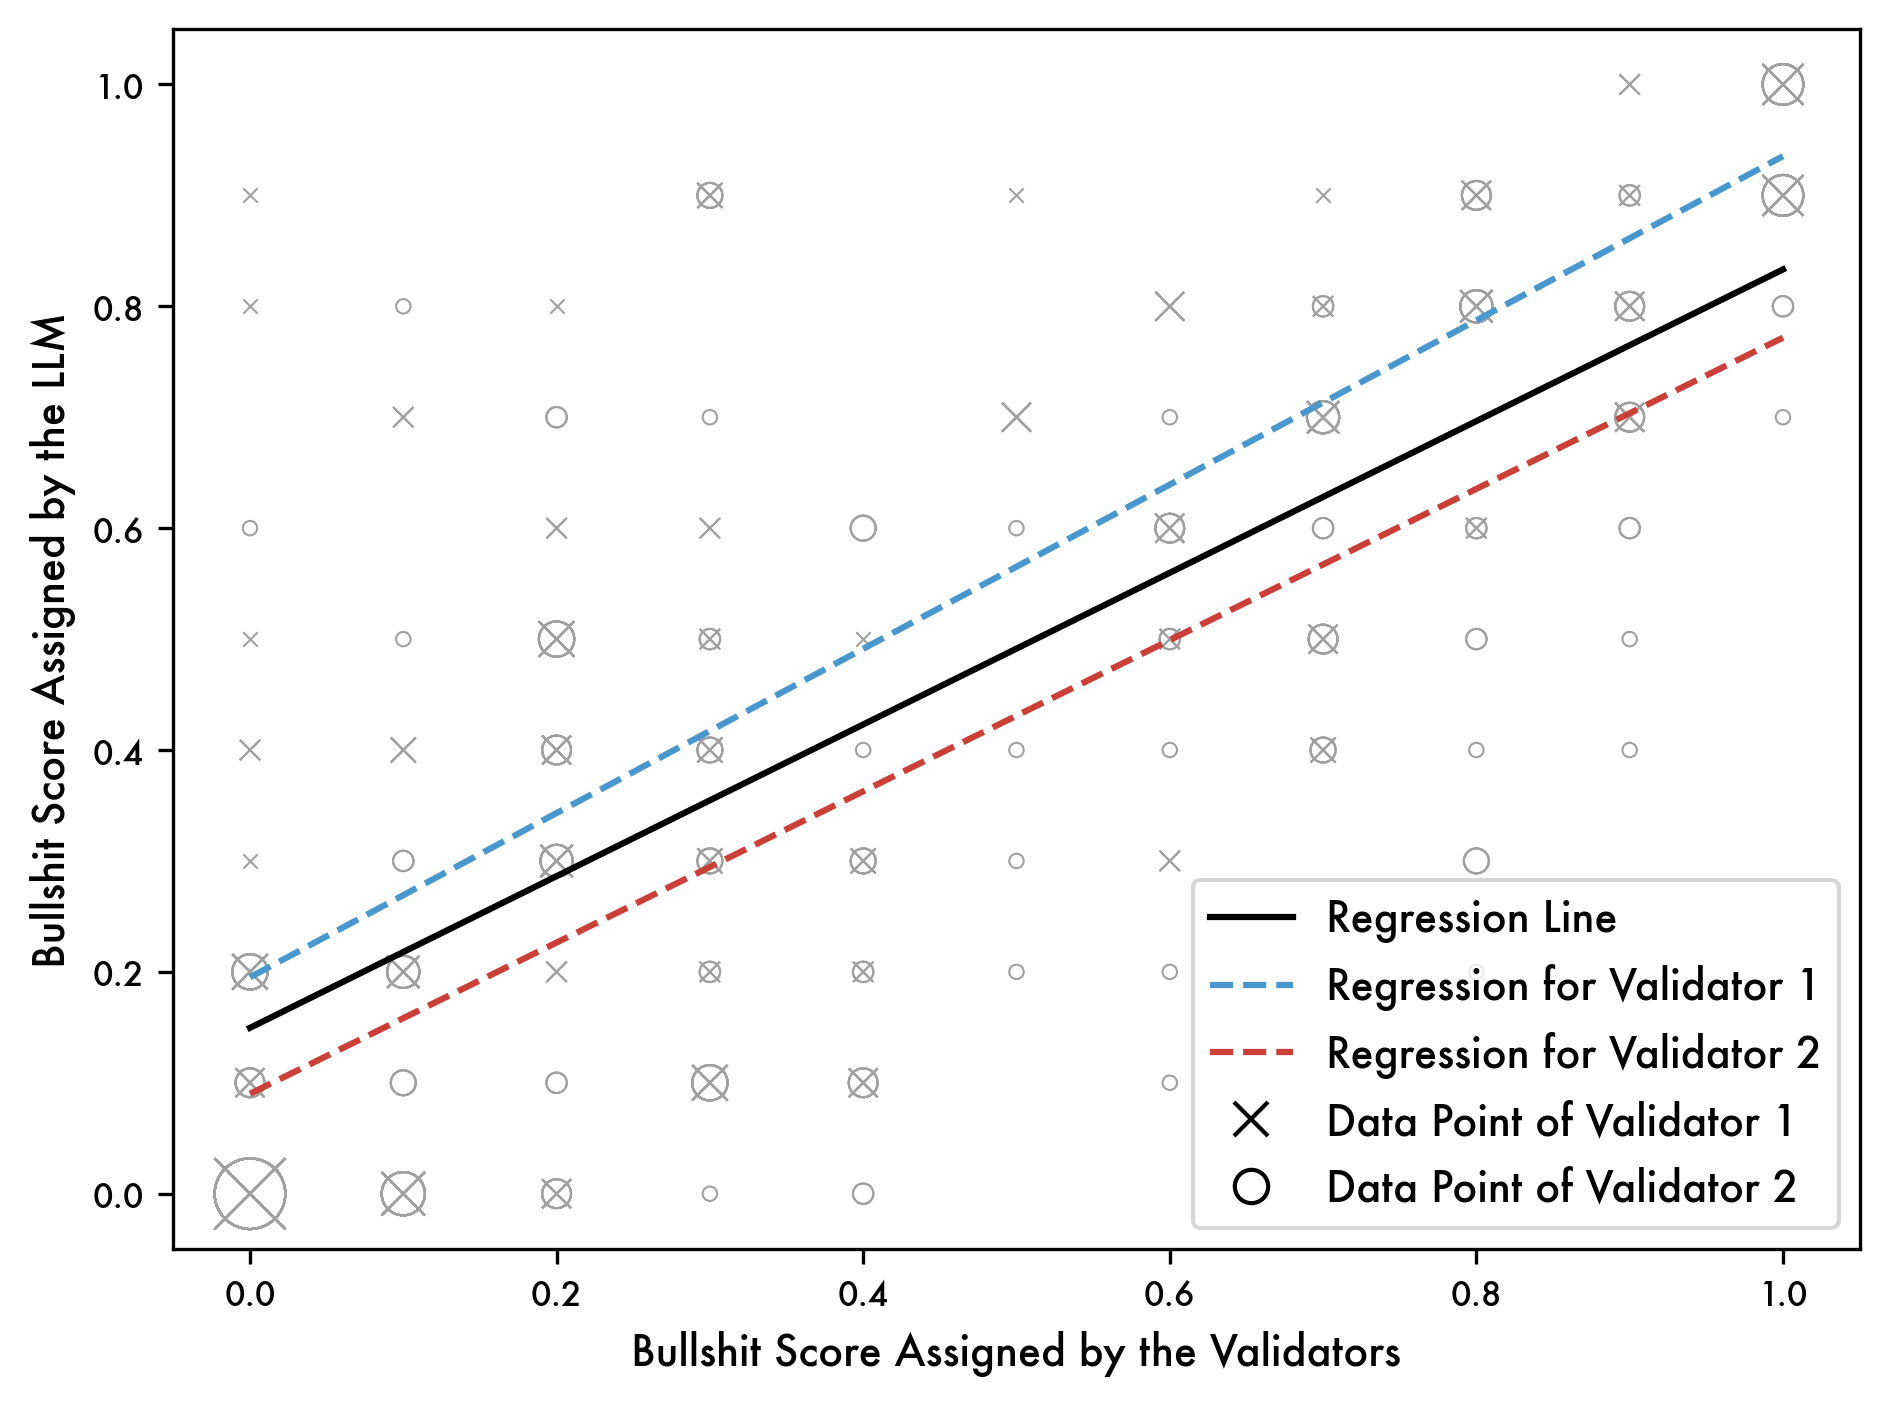 1.0
0.8
0.6
0.4
0.2
0.0
Bullshit Score Assigned by the LLM
Regression Line
Regression for Validator 1
Regression for Validator 2
Data Point of Validator 1
Data Point of Validator 2
0.0 0.2 0.4 0.6 0.8 1.0
Bullshit Score Assigned by the Validators